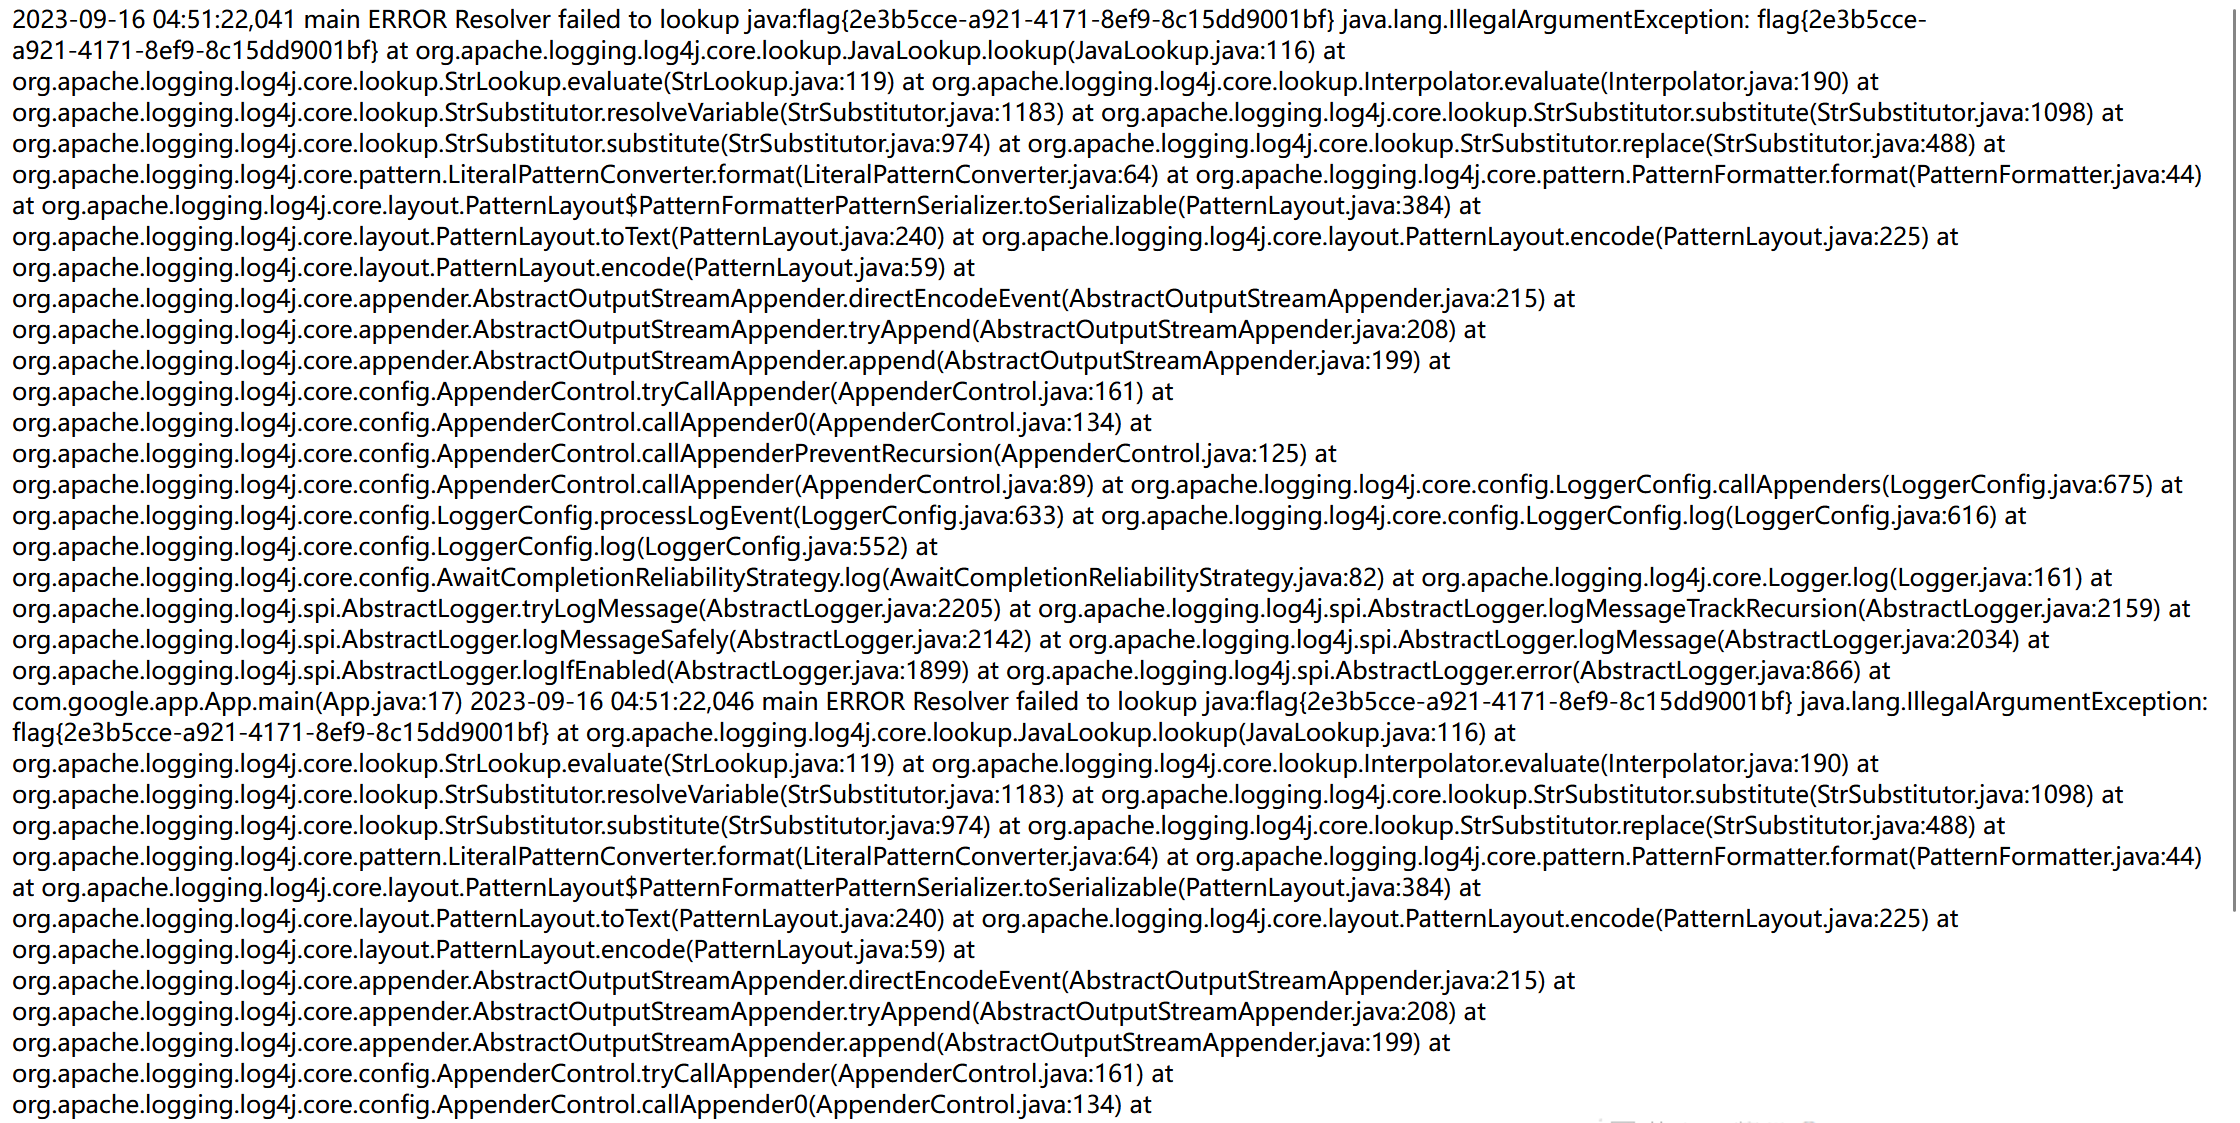 2023-09-16 04:51:22,041 main ERROR Resolver failed to lookup java:flag{2e3b5cce-a921-4171-8ef9-8c15dd9001bf} java.lang.IllegalArgumentException: flag{2e3b5cce-
a921-4171-8ef9-8c15dd9001bf} at org.apache.logging.log4j.core.lookup.JavaLookup.lookup(JavaLookup.java:116) at
org.apache.logging.log4j.core.lookup.StrLookup.evaluate(StrLookup.java:119) at org.apache.logging.log4j.core.lookup.Interpolator.evaluate(Interpolator.java:190) at
org.apache.logging.log4j.core.lookup.StrSubstitutor.resolveVariable(StrSubstitutor.java:1183) at org.apache.logging.log4j.core.lookup.StrSubstitutor.substitute(StrSubstitutor.java:1098) at
org.apache.logging.log4j.core.lookup.StrSubstitutor.substitute(StrSubstitutor.java:974) at org.apache.logging.log4j.core.lookup.StrSubstitutor.replace(StrSubstitutor.java:488) at
org.apache.logging.log4j.core.pattern.LiteralPatternConverter.format(LiteralPatternConverter.java:64) at org.apache.logging.log4j.core.pattern.PatternFormatter.format(PatternFormatter.java:44)
at org.apache.logging.log4j.core.layout.PatternLayout$PatternFormatterPatternSerializer.toSerializable(PatternLayout.java:384) at
org.apache.logging.log4j.core.layout.PatternLayout.toText(PatternLayout.java:240) at org.apache.logging.log4j.core.layout.PatternLayout.encode(PatternLayout.java:225) at
org.apache.logging.log4j.core.layout.PatternLayout.encode(PatternLayout.java:59) at
org.apache.logging.log4j.core.appender.AbstractOutputStreamAppender.directEncodeEvent(AbstractOutputStreamAppender.java:215) at
org.apache.logging.log4j.core.appender.AbstractOutputStreamAppender.tryAppend(AbstractOutputStreamAppender.java:208) at
org.apache.logging.log4j.core.appender.AbstractOutputStreamAppender.append(AbstractOutputStreamAppender.java:199) at
org.apache.logging.log4j.core.config.AppenderControl.tryCallAppender(AppenderControl.java:161) at
org.apache.logging.log4j.core.config.AppenderControl.callAppender0(AppenderControl.java:134) at
org.apache.logging.log4j.core.config.AppenderControl.callAppenderPreventRecursion(AppenderControl.java:125) at
org.apache.logging.log4j.core.config.AppenderControl.callAppender(AppenderControl.java:89) at org.apache.logging.log4j.core.config.LoggerConfig.callAppenders(LoggerConfig.java:675) at
org.apache.logging.log4j.core.config.LoggerConfig.processLogEvent(LoggerConfig.java:633) at org.apache.logging.log4j.core.config.LoggerConfig.log(LoggerConfig.java:616) at
org.apache.logging.log4j.core.config.LoggerConfig.log(LoggerConfig.java:552) at
org.apache.logging.log4j.core.config.AwaitCompletionReliabilityStrategy.log(AwaitCompletionReliabilityStrategy.java:82) at org.apache.logging.log4j.core.Logger.log(Logger.java:161) at
org.apache.logging.log4j.spi.AbstractLogger.tryLogMessage(AbstractLogger.java:2205) at org.apache.logging.log4j.spi.AbstractLogger.logMessageTrackRecursion(AbstractLogger.java:2159) at
org.apache.logging.log4j.spi.AbstractLogger.logMessageSafely(AbstractLogger.java:2142) at org.apache.logging.log4j.spi.AbstractLogger.logMessage(AbstractLogger.java:2034) at
org.apache.logging.log4j.spi.AbstractLogger.logIfEnabled(AbstractLogger.java:1899) at org.apache.logging.log4j.spi.AbstractLogger.error(AbstractLogger.java:866) at
com.google.app.App.main(App.java:17) 2023-09-16 04:51:22,046 main ERROR Resolver failed to lookup java:flag{2e3b5cce-a921-4171-8ef9-8c15dd9001bf} java.lang.IllegalArgumentException:
flag{2e3b5cce-a921-4171-8ef9-8c15dd9001bf} at org.apache.logging.log4j.core.lookup.JavaLookup.lookup(JavaLookup.java:116) at
org.apache.logging.log4j.core.lookup.StrLookup.evaluate(StrLookup.java:119) at org.apache.logging.log4j.core.lookup.Interpolator.evaluate(Interpolator.java:190) at
org.apache.logging.log4j.core.lookup.StrSubstitutor.resolveVariable(StrSubstitutor.java:1183) at org.apache.logging.log4j.core.lookup.StrSubstitutor.substitute(StrSubstitutor.java:1098) at
org.apache.logging.log4j.core.lookup.StrSubstitutor.substitute(StrSubstitutor.java:974) at org.apache.logging.log4j.core.lookup.StrSubstitutor.replace(StrSubstitutor.java:488) at
org.apache.logging.log4j.core.pattern.LiteralPatternConverter.format(LiteralPatternConverter.java:64) at org.apache.logging.log4j.core.pattern.PatternFormatter.format(PatternFormatter.java:44)
at org.apache.logging.log4j.core.layout.PatternLayout$PatternFormatterPatternSerializer.toSerializable(PatternLayout.java:384) at
org.apache.logging.log4j.core.layout.PatternLayout.toText(PatternLayout.java:240) at org.apache.logging.log4j.core.layout.PatternLayout.encode(PatternLayout.java:225) at
org.apache.logging.log4j.core.layout.PatternLayout.encode(PatternLayout.java:59) at
org.apache.logging.log4j.core.appender.AbstractOutputStreamAppender.directEncodeEvent(AbstractOutputStreamAppender.java:215) at
org.apache.logging.log4j.core.appender.AbstractOutputStreamAppender.tryAppend(AbstractOutputStreamAppender.java:208) at
org.apache.logging.log4j.core.appender.AbstractOutputStreamAppender.append(AbstractOutputStreamAppender.java:199) at
org.apache.logging.log4j.core.config.AppenderControl.tryCallAppender(AppenderControl.java:161) at
org.apache.logging.log4j.core.config.AppenderControl.callAppender0(AppenderControl.java:134) at